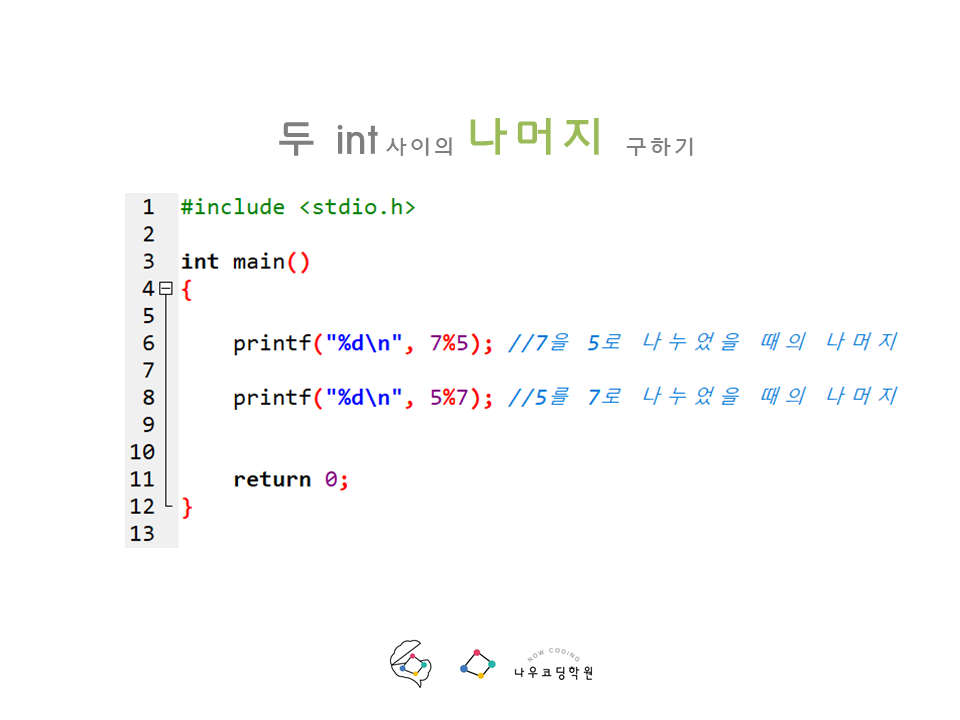 두 int 사이의 나머지 구하기
1 #include <stdio.h>
2
3 int main()
4 {
5
6 printf("%d\n", 7%5); //7을 5로 나누었을 때의 나머지
7
8 printf("%d\n", 5%7); //5를 7로 나누었을 때의 나머지
9
10
11 return 0;
12 }
13
NOW CODING
나우코딩학원